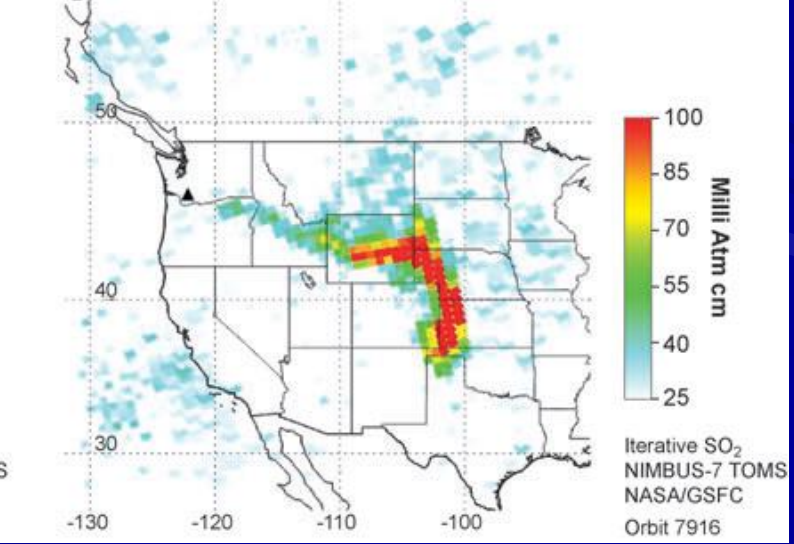 50
40
30
-130
-120
-110
-100
100
85
70
55
40
25
Milli Atm cm
Iterative SO₂
NIMBUS-7 TOMS
NASA/GSFC
Orbit 7916
S